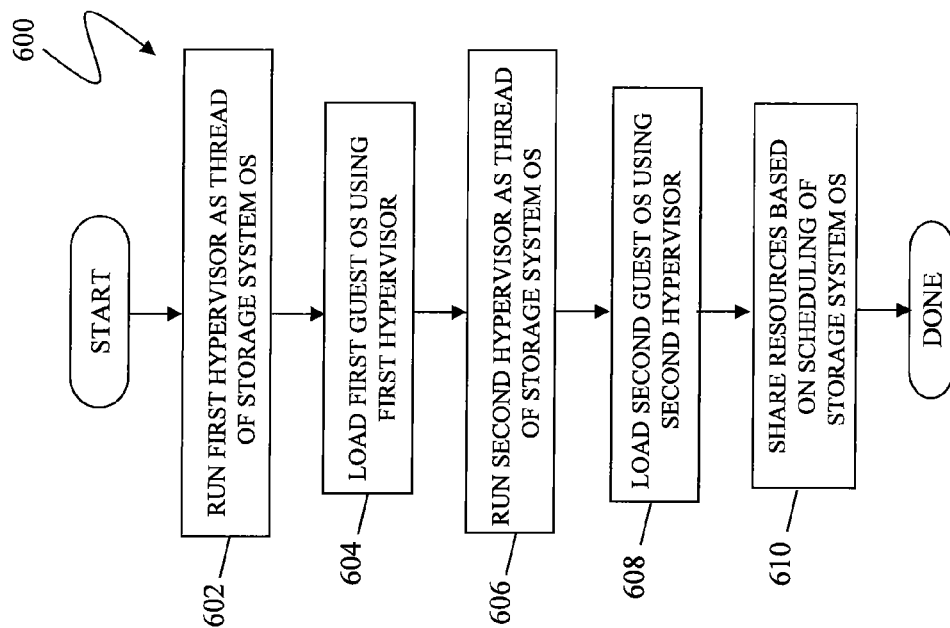 600
START
RUN FIRST HYPERVISOR AS THREAD
OF STORAGE SYSTEM OS
602
LOAD FIRST GUEST OS USING
FIRST HYPERVISOR
604
RUN SECOND HYPERVISOR AS THREAD
OF STORAGE SYSTEM OS
606
LOAD SECOND GUEST OS USING
SECOND HYPERVISOR
608
SHARE RESOURCES BASED
ON SCHEDULING OF
STORAGE SYSTEM OS
610
DONE